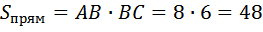 Sпрям = AB · BC = 8 · 6 = 48